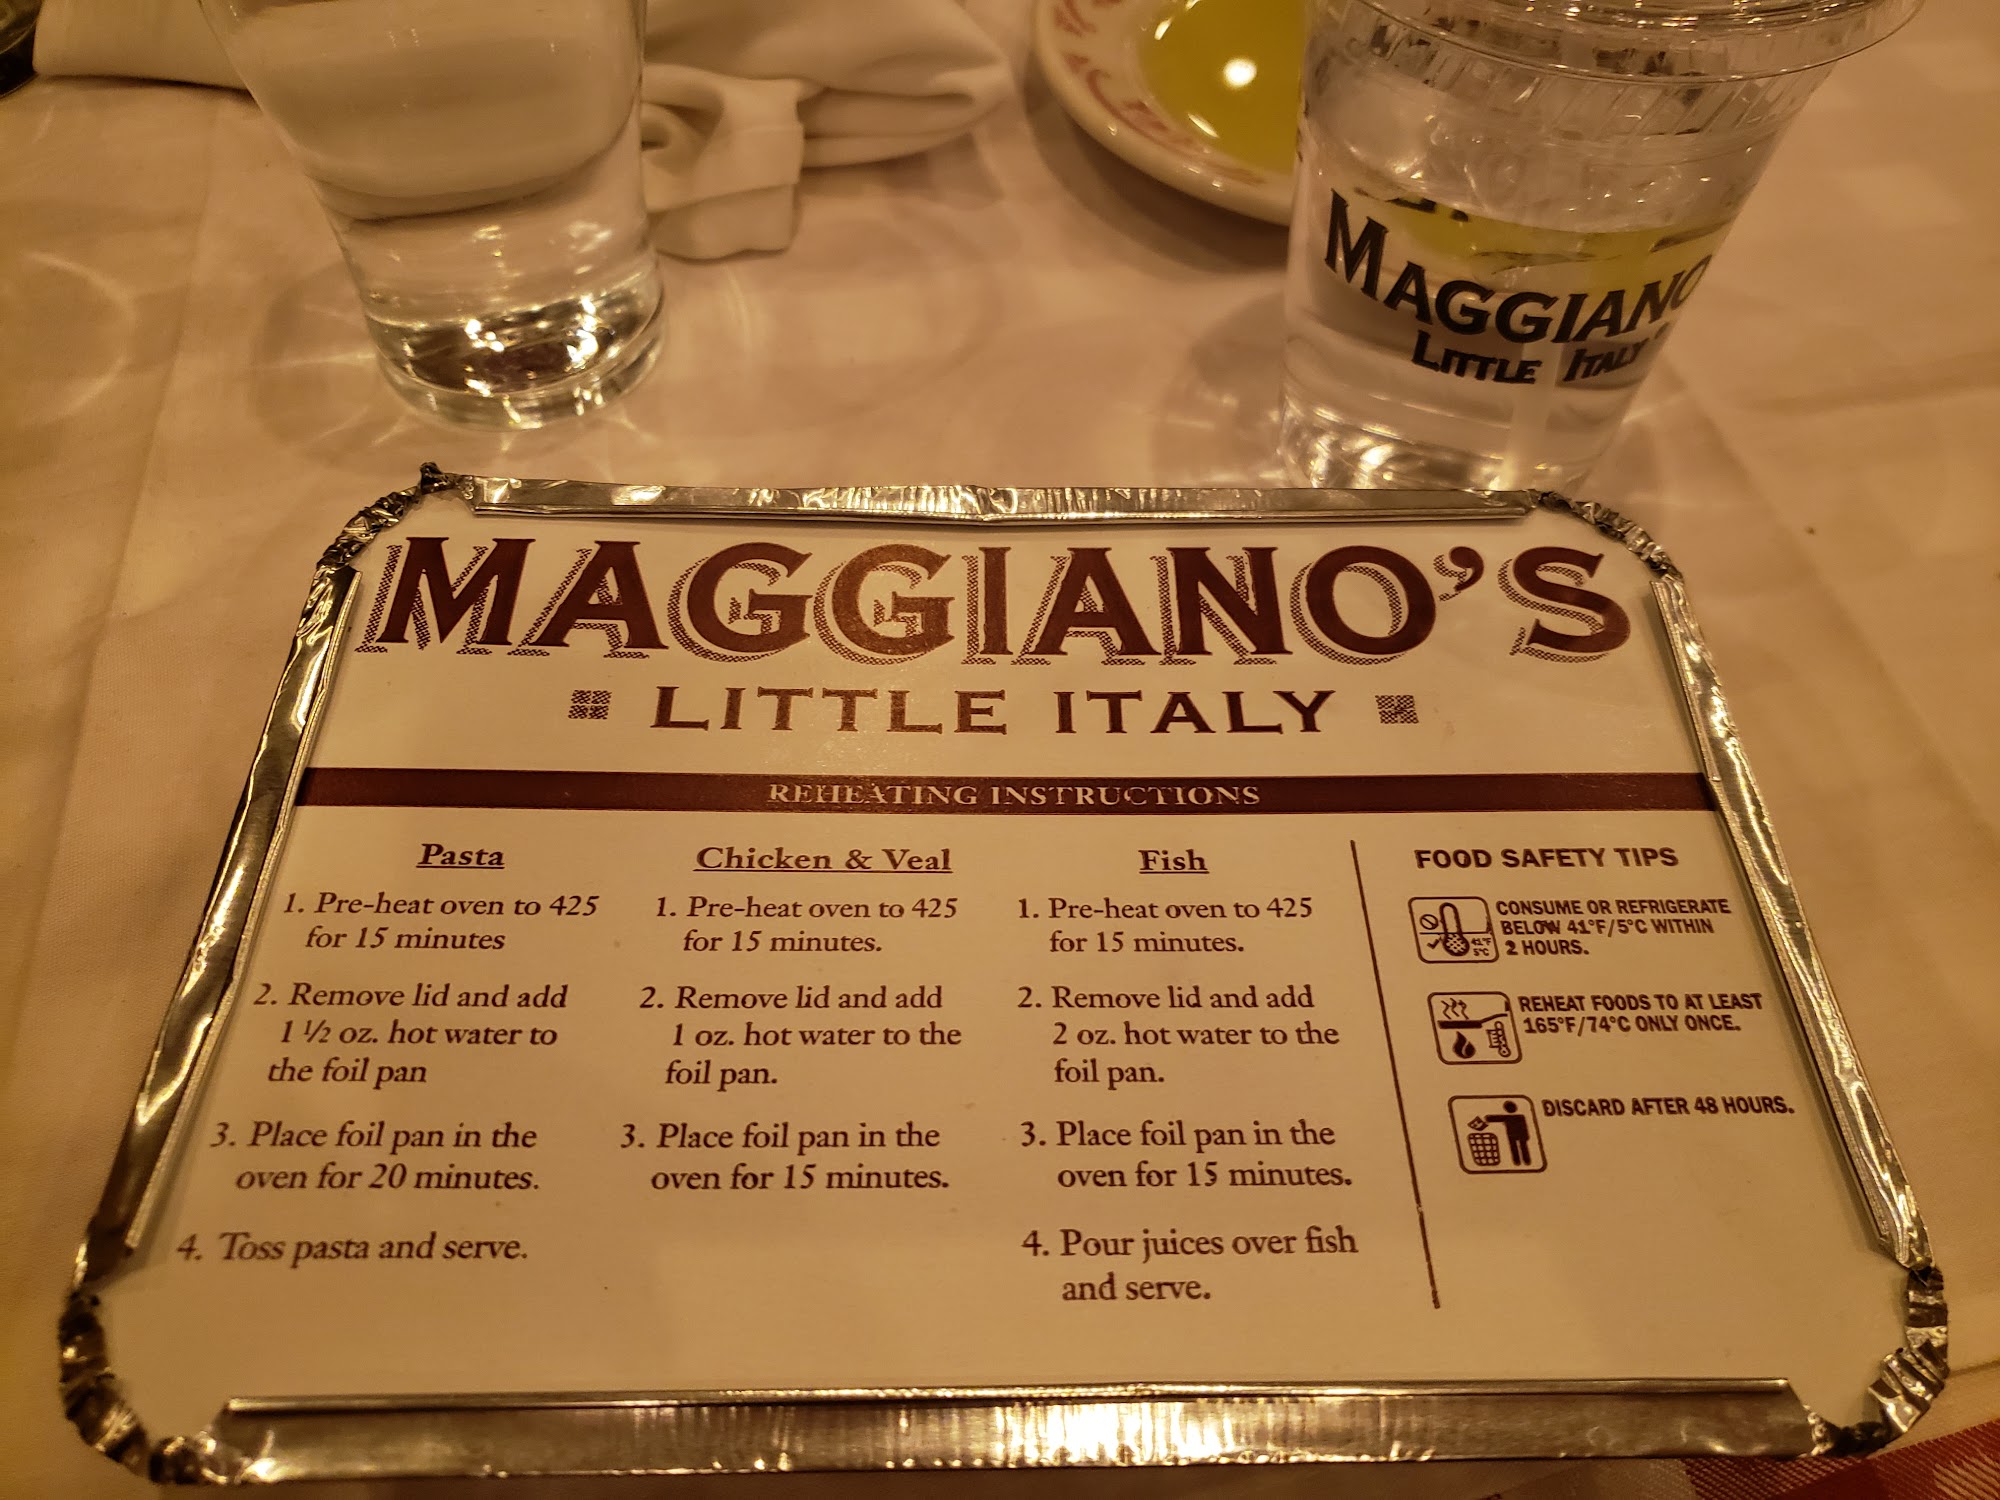 MAGGIANO
LITTLE ITALY
MAGGIANO'S
LITTLE ITALY
REHEATING INSTRUCTIONS
Pasta
1. Pre-heat oven to 425
for 15 minutes
2. Remove lid and add
1 ½ oz. hot water to
the foil pan
3. Place foil pan in the
oven for 20 minutes.
4. Toss pasta and serve.
Chicken & Veal
1. Pre-heat oven to 425
for 15 minutes.
2. Remove lid and add
1 oz. hot water to the
foil pan.
3. Place foil pan in the
oven for 15 minutes.
Fish
1. Pre-heat oven to 425
for 15 minutes.
2. Remove lid and add
2 oz. hot water to the
foil pan.
3. Place foil pan in the
oven for 15 minutes.
4. Pour juices over fish
and serve.
FOOD SAFETY TIPS
CONSUME OR REFRIGERATE
BELOW 41°F/5°C WITHIN
2 HOURS.
41°F
5°C
REHEAT FOODS TO AT LEAST
165°F/74°C ONLY ONCE.
DISCARD AFTER 48 HOURS.